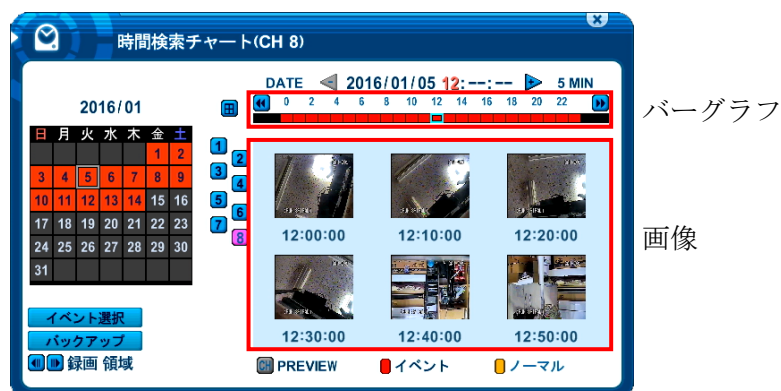 時間検索チャート(CH 8)
DATE 2016/01/05 12:--:-- 5 MIN
0 2 4 6 8 10 12 14 16 18 20 22
バーグラフ
2016/01
日 月 火 水 木 金 土
1 2
3 4 5 6 7 8 9
10 11 12 13 14 15 16
17 18 19 20 21 22 23
24 25 26 27 28 29 30
31
1
2
3
4
5
6
7
8
12:00:00 12:10:00 12:20:00
画像
12:30:00 12:40:00 12:50:00
イベント選択
バックアップ
録画 領域
CH PREVIEW イベント ノーマル